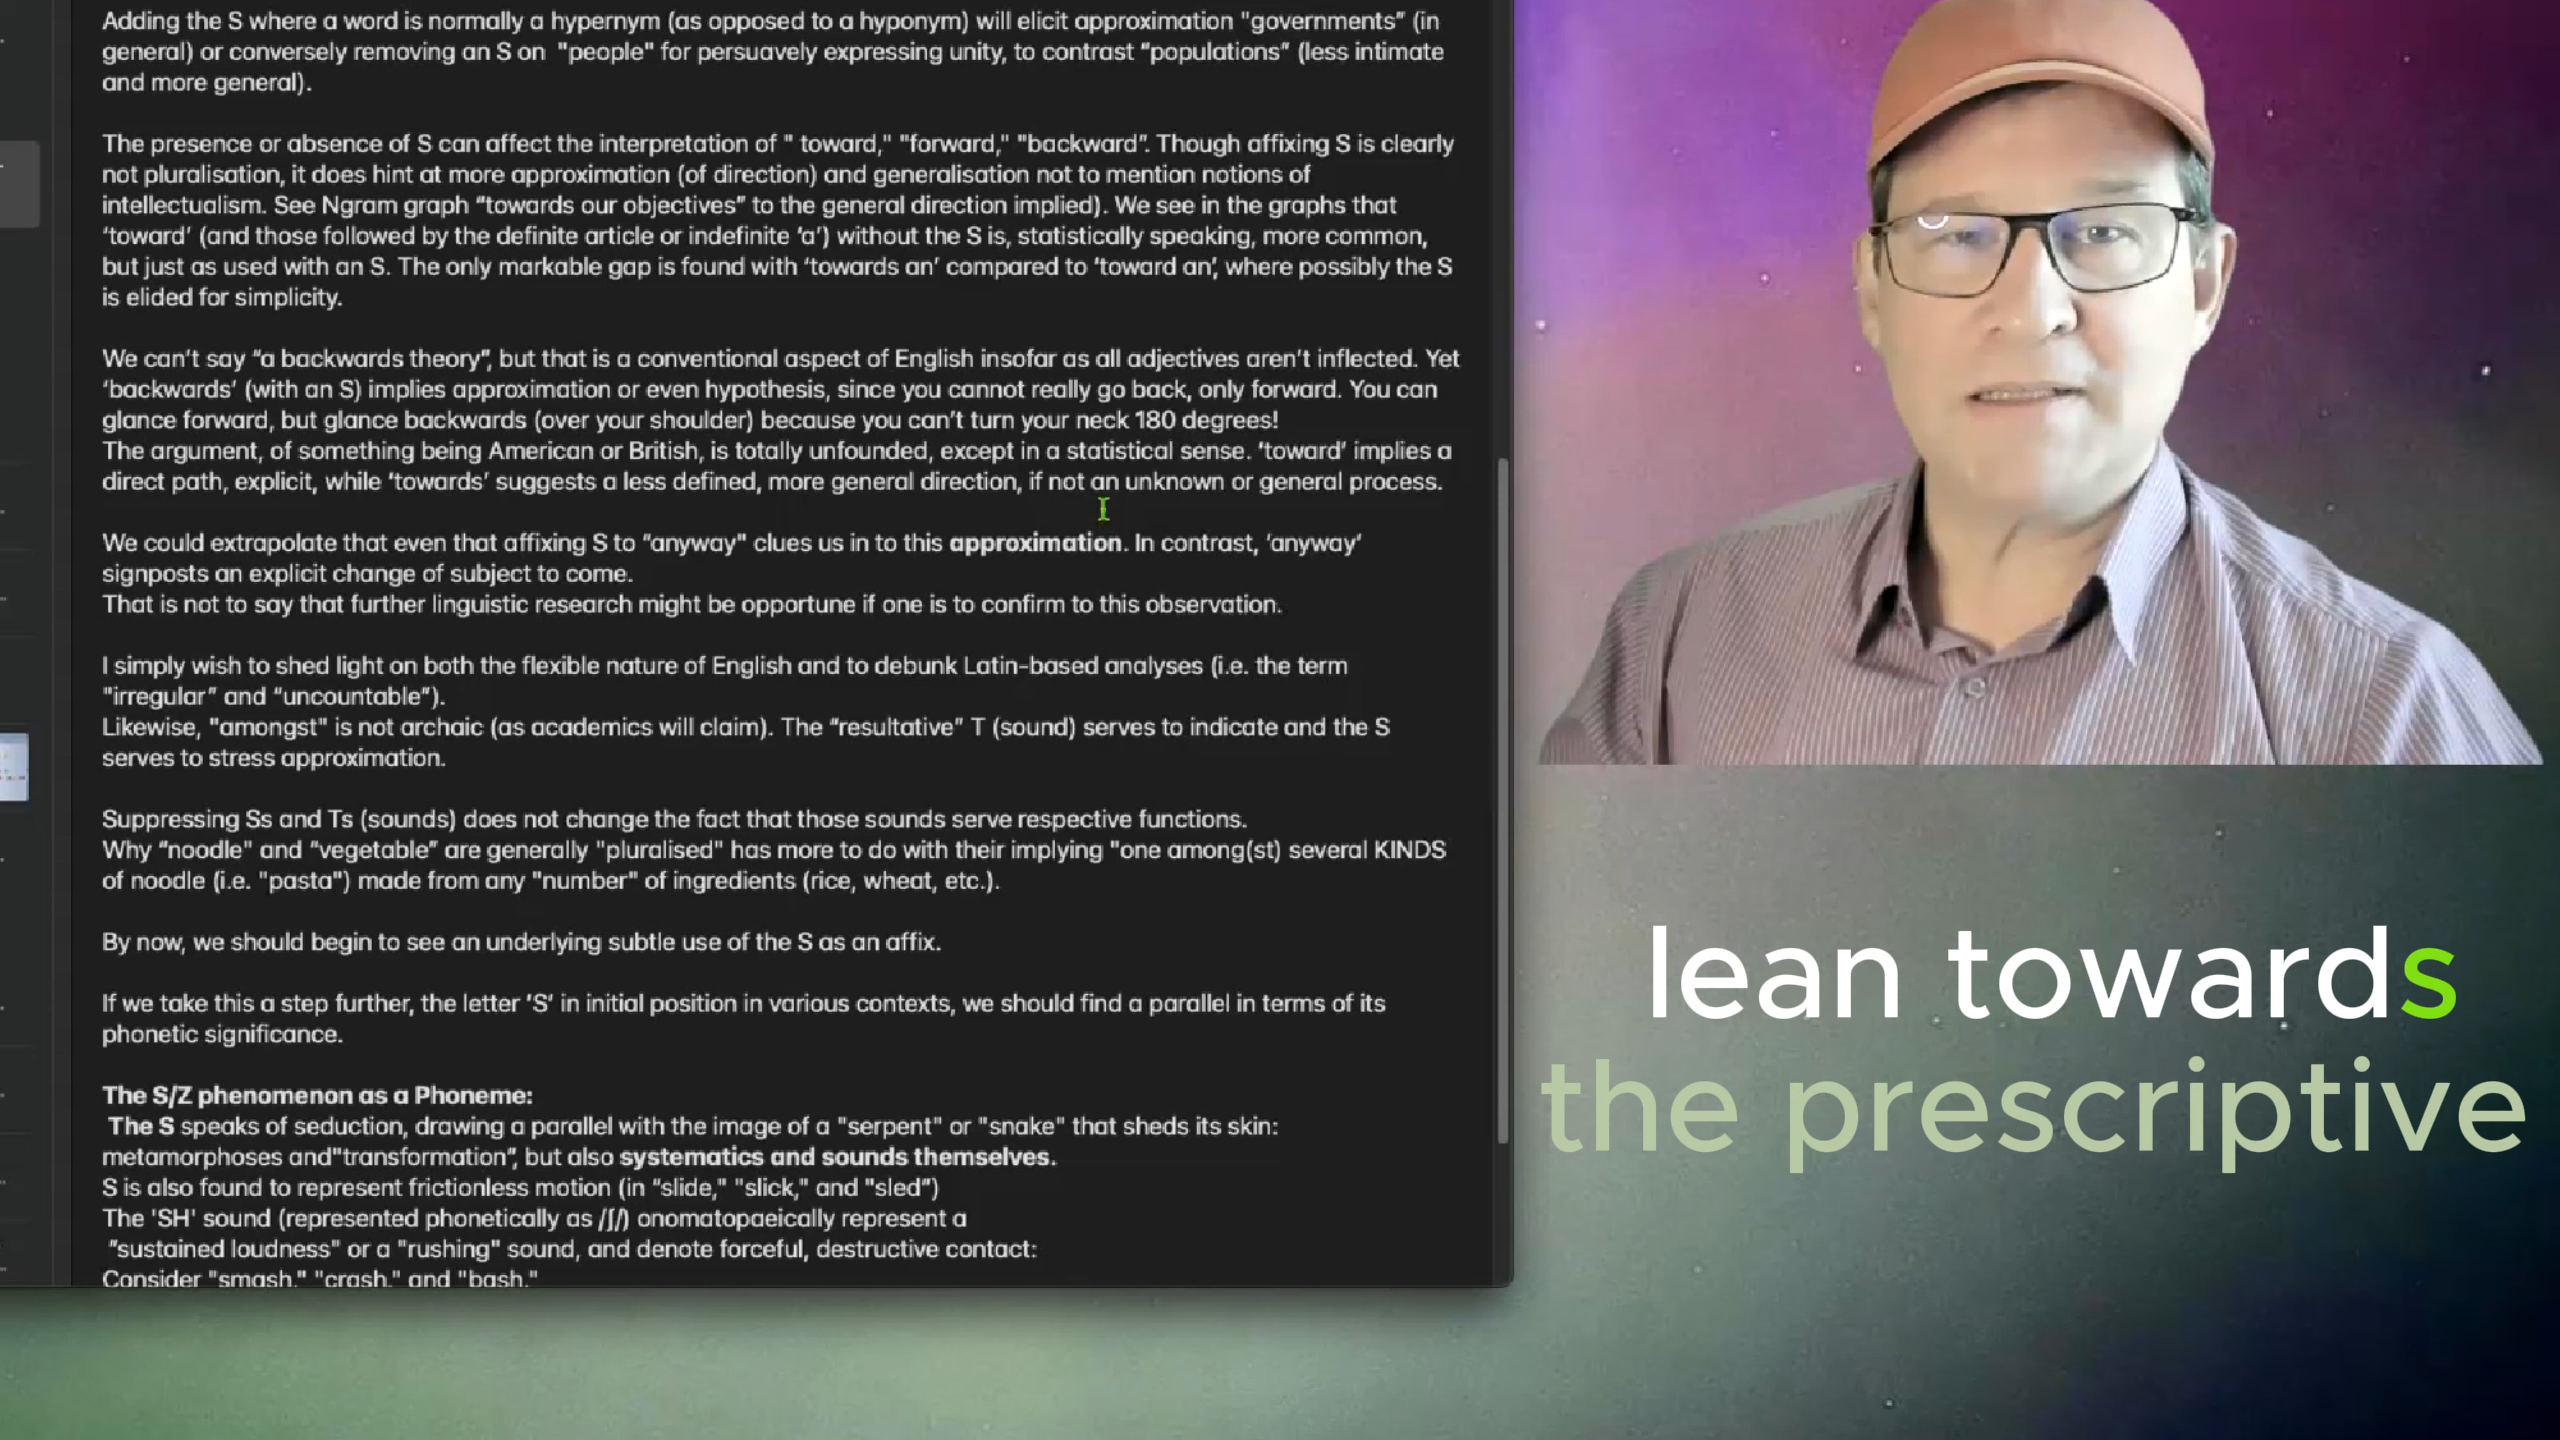 Adding the S where a word is normally a hypernym (as opposed to a hyponym) will elicit approximation "governments” (in
general) or conversely removing an S on  "people" for persuavely expressing unity, to contrast “populations” (less intimate
and more general).
The presence or absence of S can affect the interpretation of " toward," "forward," "backward”. Though affixing S is clearly
not pluralisation, it does hint at more approximation (of direction) and generalisation not to mention notions of
intellectualism. See Ngram graph “towards our objectives” to the general direction implied). We see in the graphs that
‘toward’ (and those followed by the definite article or indefinite ‘a’) without the S is, statistically speaking, more common,
but just as used with an S. The only markable gap is found with ‘towards an’ compared to ‘toward an’, where possibly the S
is elided for simplicity.
We can’t say “a backwards theory”, but that is a conventional aspect of English insofar as all adjectives aren’t inflected. Yet
‘backwards’ (with an S) implies approximation or even hypothesis, since you cannot really go back, only forward. You can
glance forward, but glance backwards (over your shoulder) because you can’t turn your neck 180 degrees!
The argument, of something being American or British, is totally unfounded, except in a statistical sense. ‘toward’ implies a
direct path, explicit, while ‘towards’ suggests a less defined, more general direction, if not an unknown or general process.
We could extrapolate that even that affixing S to “anyway" clues us in to this approximation. In contrast, ‘anyway’
signposts an explicit change of subject to come.
That is not to say that further linguistic research might be opportune if one is to confirm to this observation.
I simply wish to shed light on both the flexible nature of English and to debunk Latin-based analyses (i.e. the term
"irregular” and “uncountable”).
Likewise, "amongst" is not archaic (as academics will claim). The “resultative” T (sound) serves to indicate and the S
serves to stress approximation.
Suppressing Ss and Ts (sounds) does not change the fact that those sounds serve respective functions.
Why “noodle" and “vegetable” are generally "pluralised" has more to do with their implying "one among(st) several KINDS
of noodle (i.e. "pasta") made from any "number" of ingredients (rice, wheat, etc.).
By now, we should begin to see an underlying subtle use of the S as an affix.
If we take this a step further, the letter 'S' in initial position in various contexts, we should find a parallel in terms of its
phonetic significance.
The S/Z phenomenon as a Phoneme:
The S speaks of seduction, drawing a parallel with the image of a "serpent" or "snake" that sheds its skin:
metamorphoses and"transformation”, but also systematics and sounds themselves.
S is also found to represent frictionless motion (in “slide," "slick," and "sled”)
The 'SH' sound (represented phonetically as /ʃ/) onomatopaeically represent a
"sustained loudness" or a "rushing" sound, and denote forceful, destructive contact:
Consider "smash," "crash," and "bash."
lean towards
the prescriptive